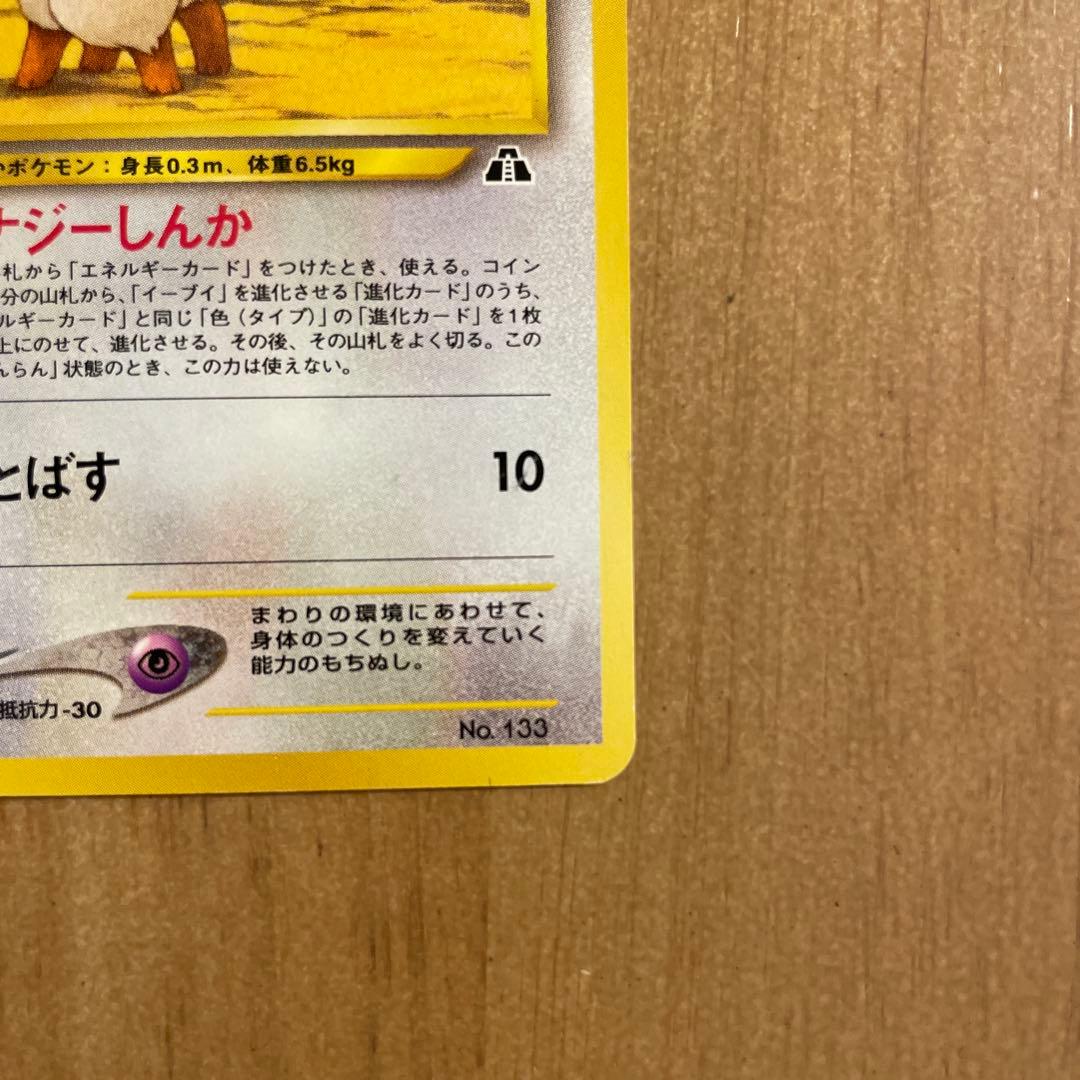 ポケモン：身長0.3m、体重6.5kg
ナジーしんか
札から「エネルギーカード」をつけたとき、使える。コイン
分の山札から、「イーブイ」を進化させる「進化カード」のうち、
ルギーカード」と同じ「色（タイプ）」の「進化カード」を1枚
上にのせて、進化させる。その後、その山札をよく切る。この
んらん」状態のとき、この力は使えない。
とばす 10
まわりの環境にあわせて、
身体のつくりを変えていく
能力のもちぬし。
抵抗力-30
No. 133